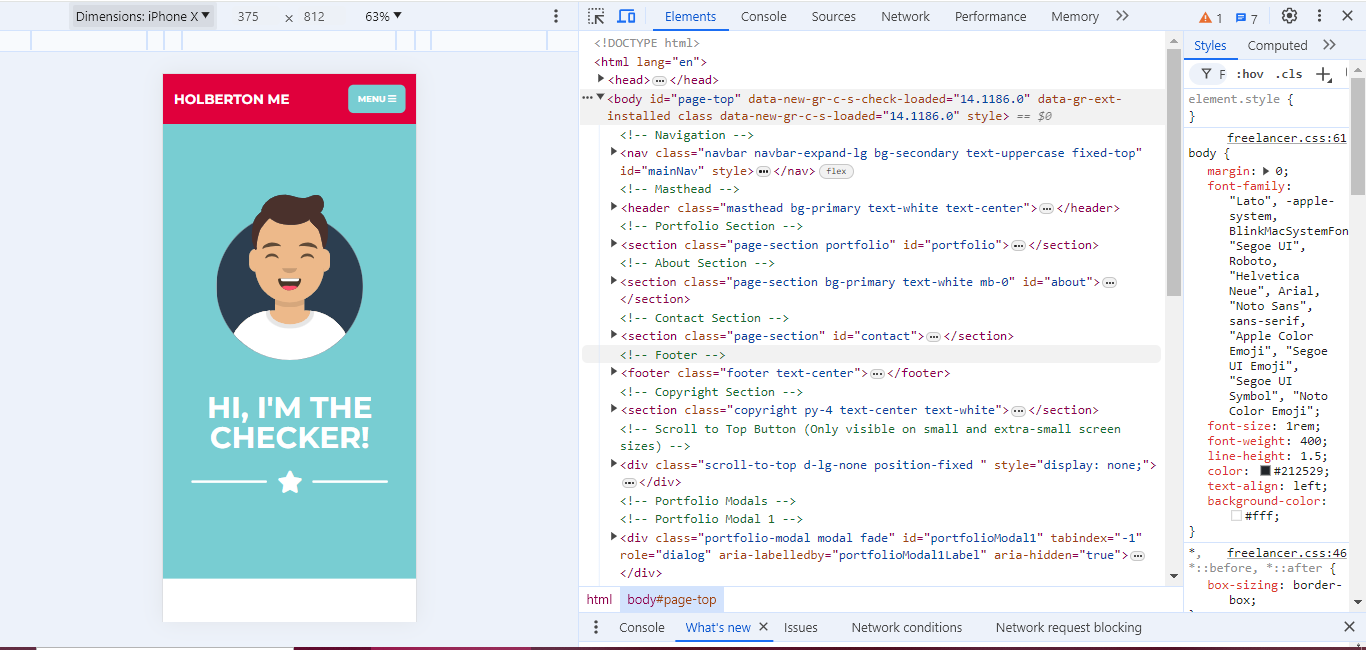 Dimensions: iPhone X ▼ 375 × 812 63% ▼
HOLBERTON ME
MENU
HI, I'M THE
CHECKER!
Elements Console Sources Network Performance Memory 1 7
<!DOCTYPE html>
<html lang="en">
<head> </head>
<body id="page-top" data-new-gr-c-s-check-loaded="14.1186.0" data-gr-ext-
installed class data-new-gr-c-s-loaded="14.1186.0" style> == $0
<!-- Navigation -->
<nav class="navbar navbar-expand-lg bg-secondary text-uppercase fixed-top"
id="mainNav" style> </nav> flex
<!-- Masthead -->
<header class="masthead bg-primary text-white text-center"> </header>
<!-- Portfolio Section -->
<section class="page-section portfolio" id="portfolio"> </section>
<!-- About Section -->
<section class="page-section bg-primary text-white mb-0" id="about">
</section>
<!-- Contact Section -->
<section class="page-section" id="contact"> </section>
<!-- Footer -->
<footer class="footer text-center"> </footer>
<!-- Copyright Section -->
<section class="copyright py-4 text-center text-white"> </section>
<!-- Scroll to Top Button (Only visible on small and extra-small screen
sizes) -->
<div class="scroll-to-top d-lg-none position-fixed " style="display: none;">
</div>
<!-- Portfolio Modals -->
<!-- Portfolio Modal 1 -->
<div class="portfolio-modal modal fade" id="portfolioModal1" tabindex="-1"
role="dialog" aria-labelledby="portfolioModal1Label" aria-hidden="true">
</div>
html body#page-top
Styles Computed
F :hov .cls
element.style {
}
freelancer.css:61
body {
margin: 0;
font-family:
"Lato", -apple-
system,
BlinkMacSystemFon
"Segoe UI",
Roboto,
"Helvetica
Neue", Arial,
"Noto Sans",
sans-serif,
"Apple Color
Emoji", "Segoe
UI Emoji",
"Segoe UI
Symbol", "Noto
Color Emoji";
font-size: 1rem;
font-weight: 400;
line-height: 1.5;
color: #212529;
text-align: left;
background-color:
#fff;
}
*, freelancer.css:46
*::before, *::after {
box-sizing: border-
box;
Console What's new Issues Network conditions Network request blocking